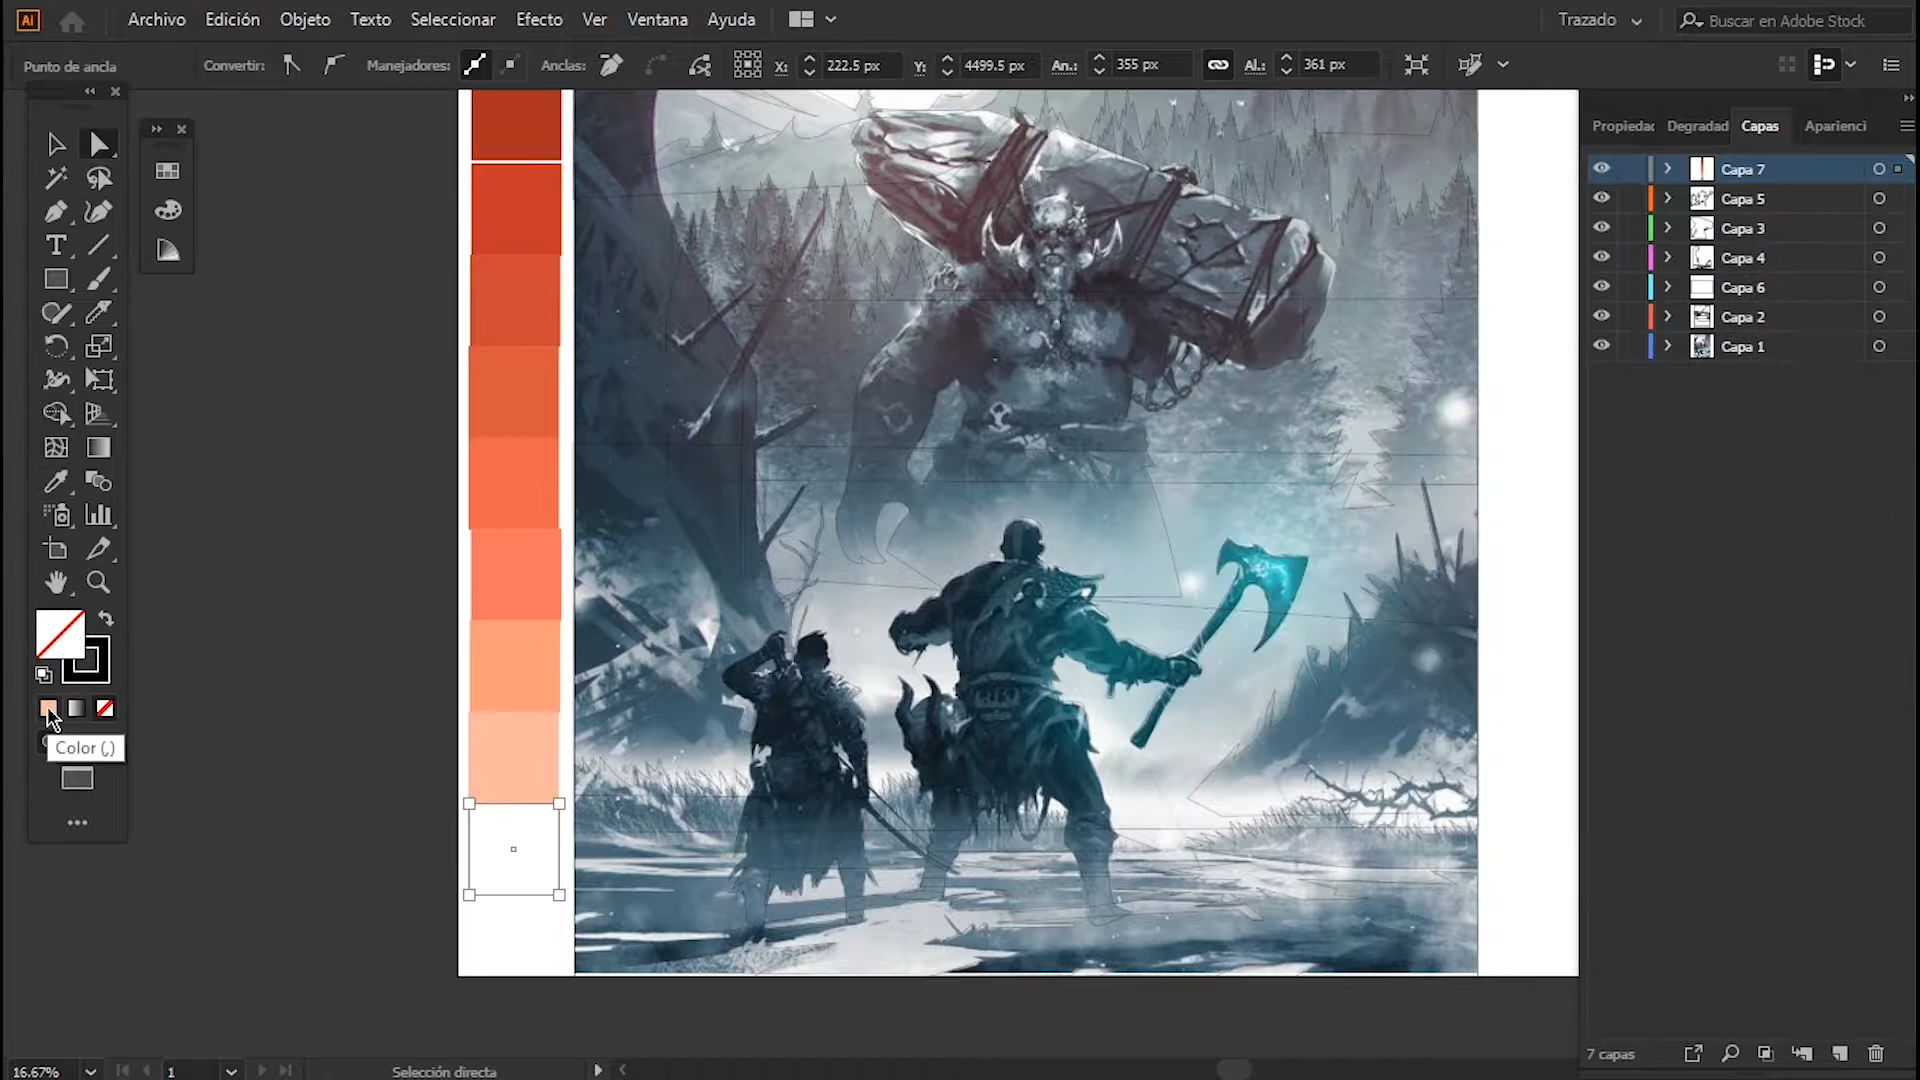 Ai Archivo Edición Objeto Texto Seleccionar Efecto Ver Ventana Ayuda Trazado Buscar en Adobe Stock
Punto de ancla Convertir: Manejadores: Anclas: X: 222.5 px Y: 4499.5 px An.: 355 px Al.: 361 px
Propiedac Degradad Capas Aparienci
Capa 7
Capa 5
Capa 3
Capa 4
Capa 6
Capa 2
Capa 1
Color (,)
7 capas
16.67% 1 Selección directa